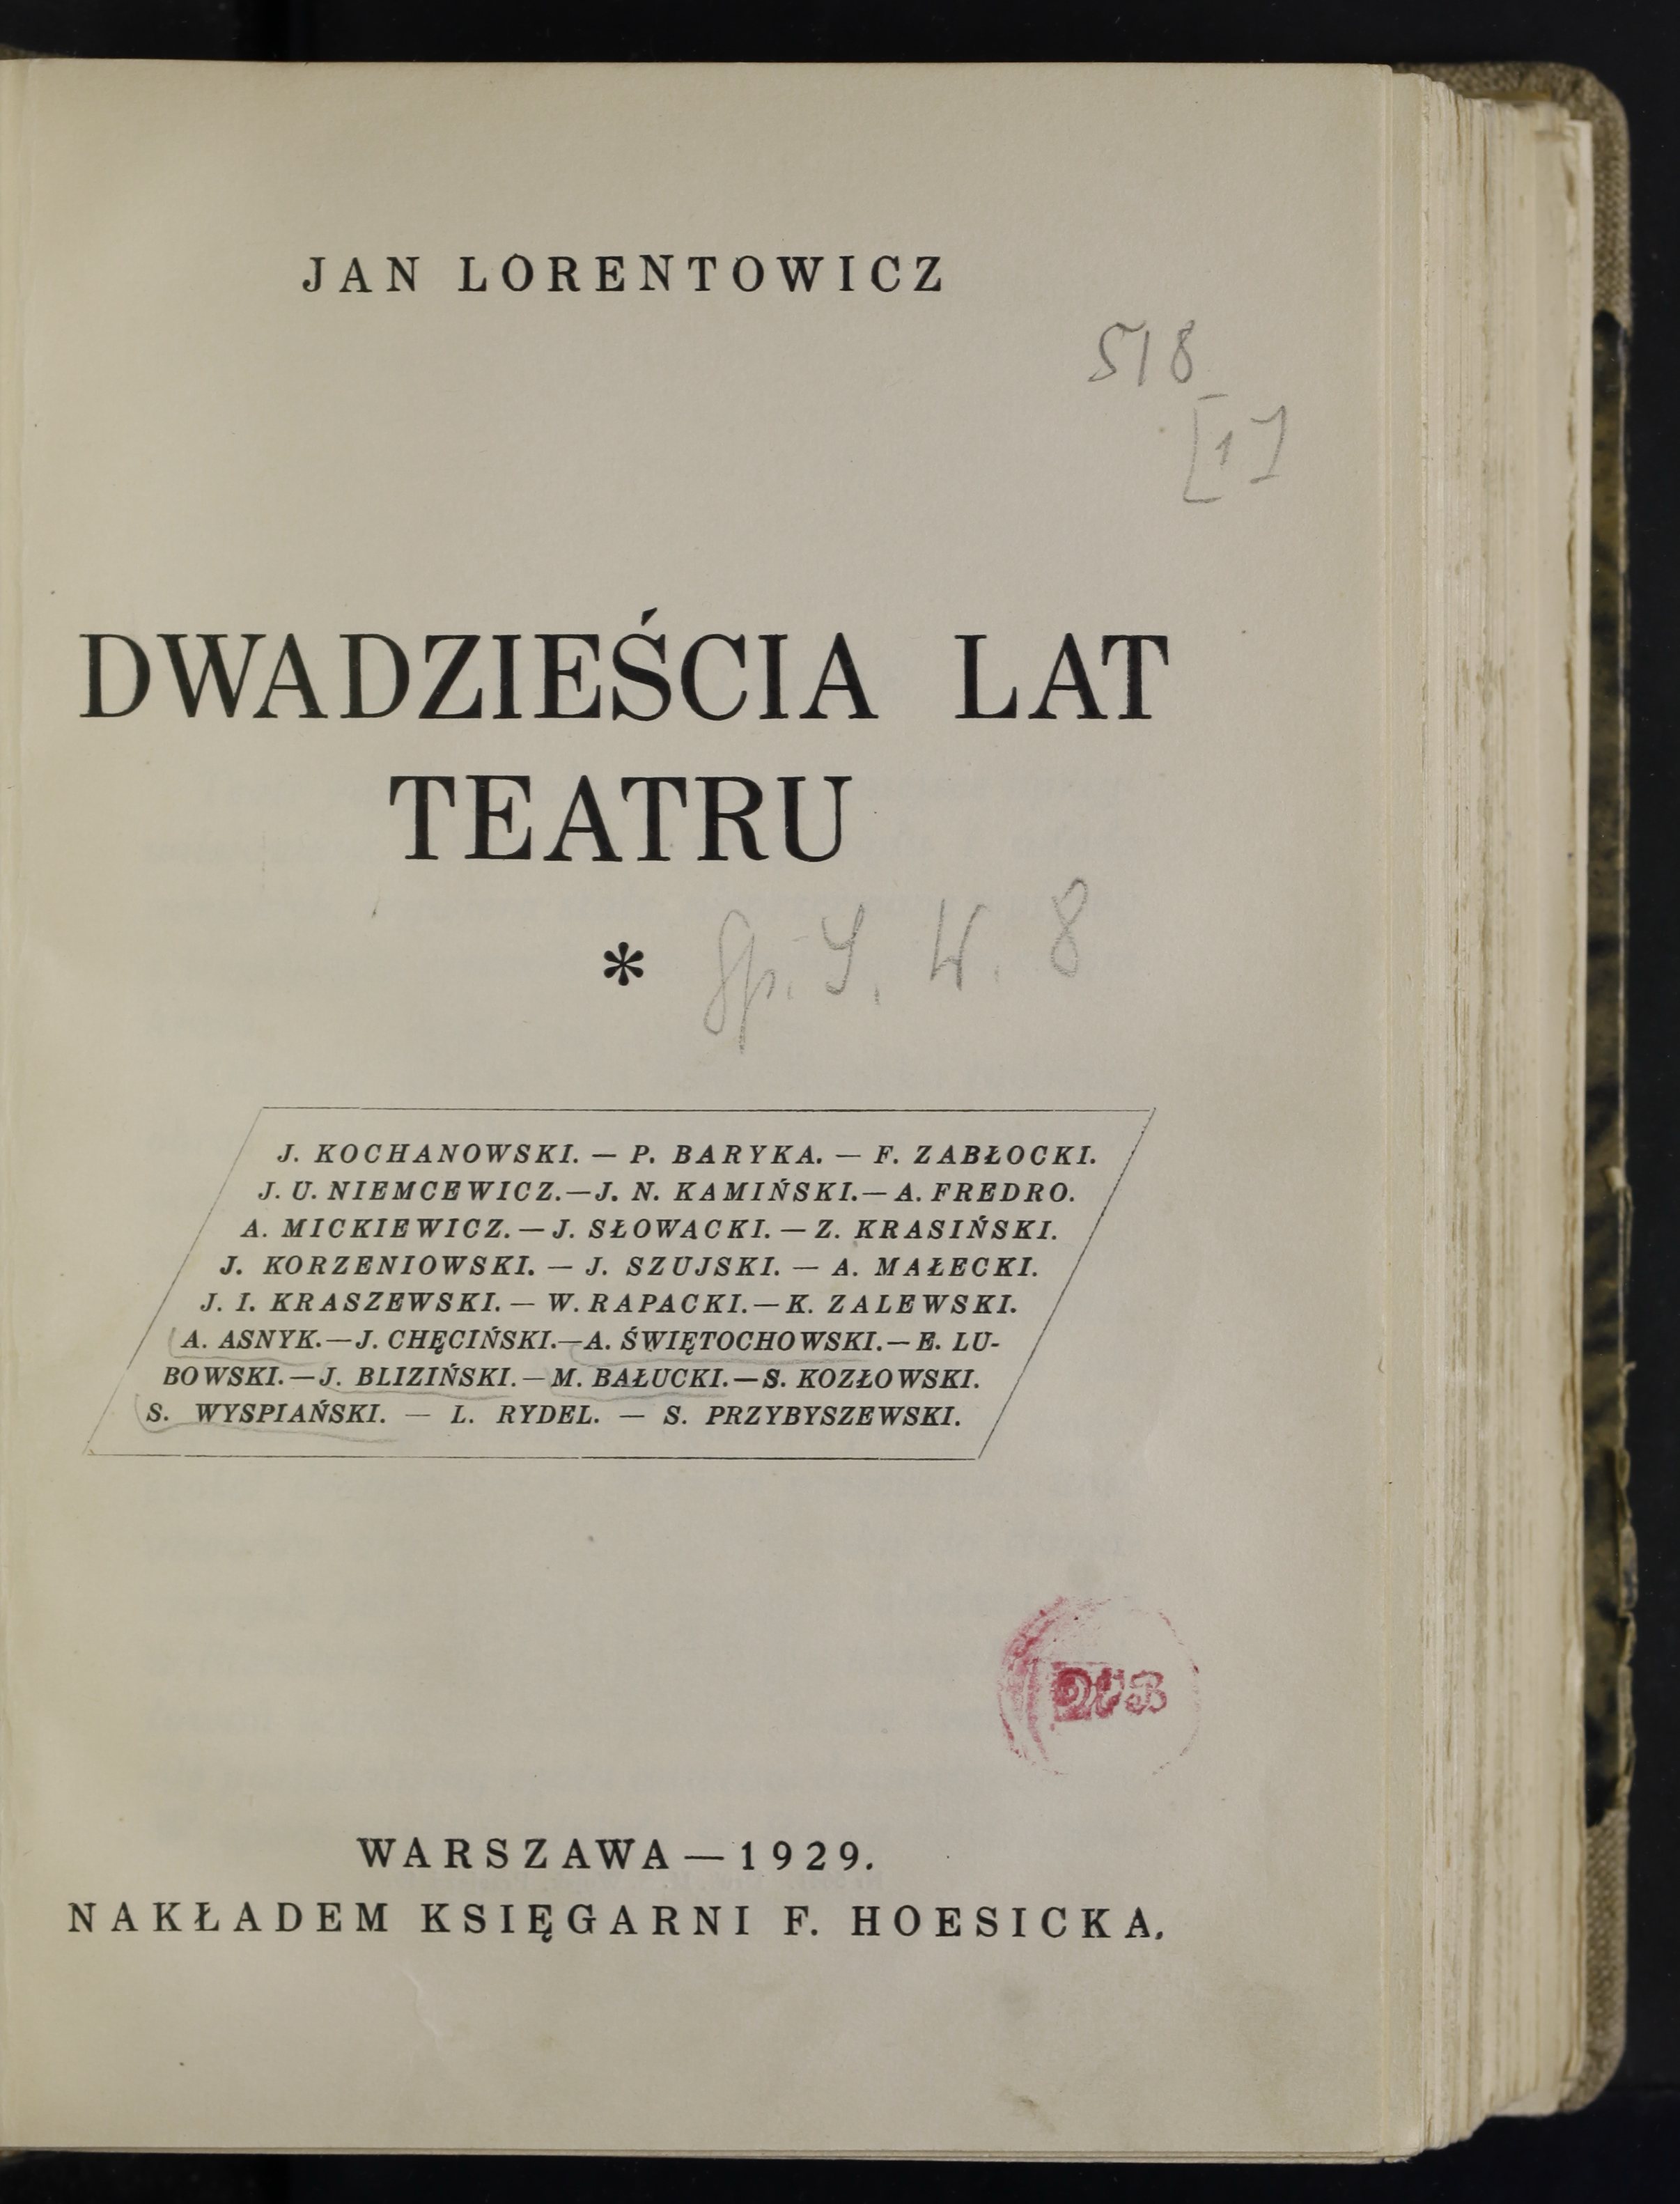 JAN LORENTOWICZ
518
[1]
DWADZIEŚCIA LAT
TEATRU
*
J. KOCHANOWSKI. — P. BARYKA. — F. ZABŁOCKI.
J. U. NIEMCEWICZ.—J. N. KAMIŃSKI.—A. FREDRO.
A. MICKIEWICZ.—J. SŁOWACKI.—Z. KRASIŃSKI.
J. KORZENIOWSKI. — J. SZUJSKI. — A. MAŁECKI.
J. I. KRASZEWSKI.— W. RAPACKI.—K. ZALEWSKI.
A. ASNYK.—J. CHĘCIŃSKI.—A. ŚWIĘTOCHOWSKI.—E. LU-
BOWSKI.—J. BLIZIŃSKI.—M. BAŁUCKI.—S. KOZŁOWSKI.
S. WYSPIAŃSKI. — L. RYDEL. — S. PRZYBYSZEWSKI.
WARSZAWA—1929.
NAKŁADEM KSIĘGARNI F. HOESICKA.